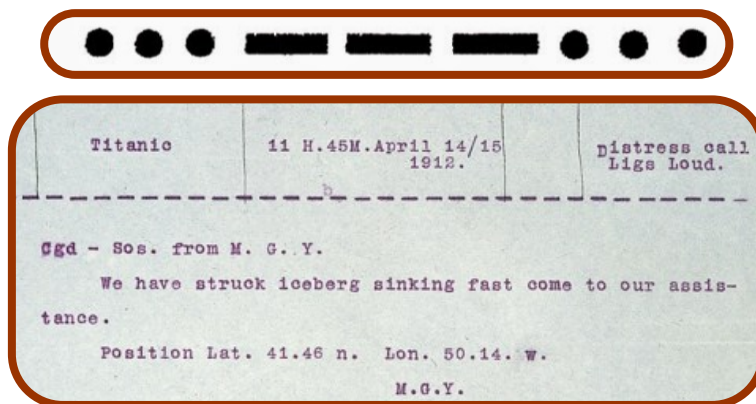 Titanic 11 H.45M.April 14/15 Distress call
1912. Ligs Loud.
Cgd - Sos. from M. G. Y.
We have struck iceberg sinking fast come to our assis-
tance.
Position Lat. 41.46 n. Lon. 50.14. w.
M.G.Y.